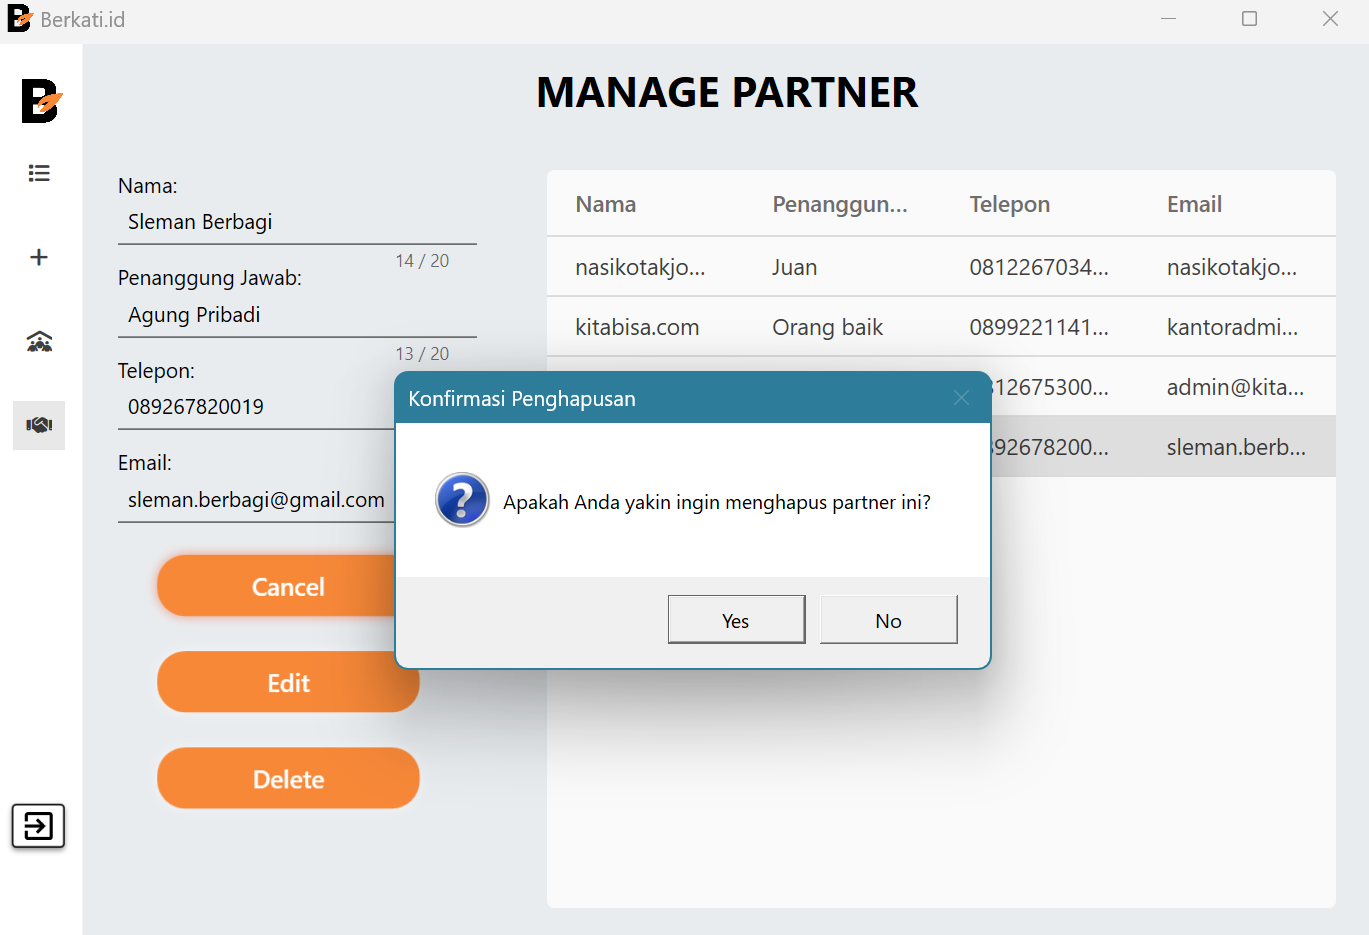 Berkati.id
MANAGE PARTNER
Nama:
Sleman Berbagi
14 / 20
Penanggung Jawab:
Agung Pribadi
13 / 20
Telepon:
089267820019
Email:
sleman.berbagi@gmail.com
Cancel
Edit
Delete
Nama Penanggun... Telepon Email
nasikotakjo... Juan 0812267034... nasikotakjo...
kitabisa.com Orang baik 0899221141... kantoradmi...
12675300... admin@kita...
92678200... sleman.berb...
Konfirmasi Penghapusan
Apakah Anda yakin ingin menghapus partner ini?
Yes No